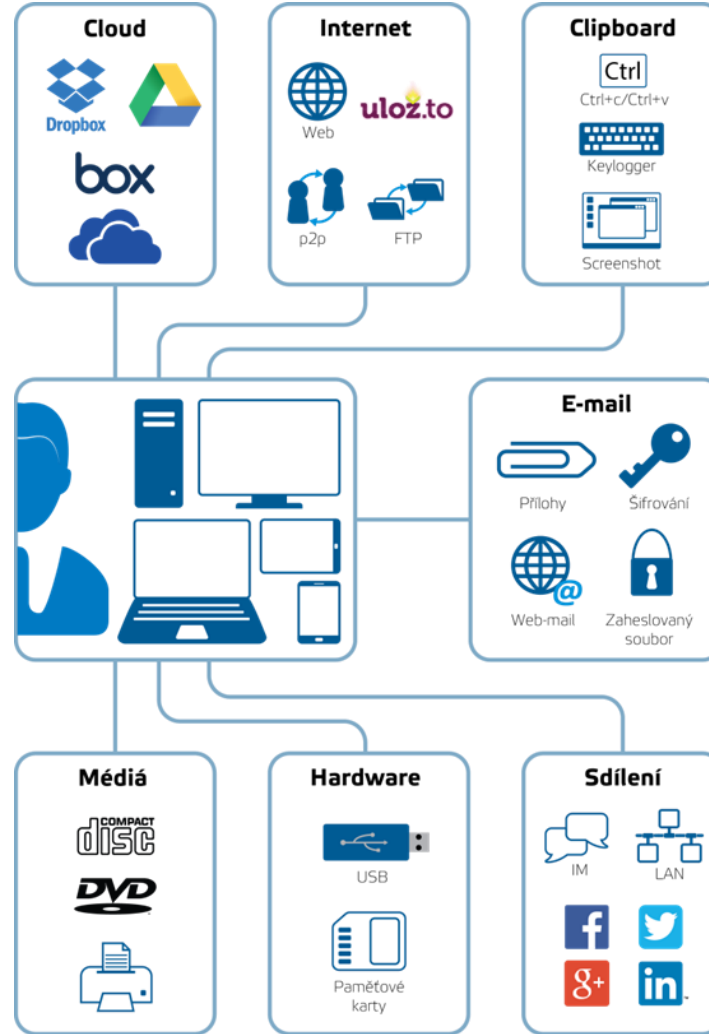 Cloud
Dropbox
box
Internet
Web
uloz.to
p2p
FTP
Clipboard
Ctrl
Ctrl+c/Ctrl+v
Keylogger
Screenshot
E-mail
Přílohy
Šifrování
@
Web-mail
Zaheslovaný
soubor
Médiá
COMPACT
disc
DVD
Hardware
USB
Paměťové
karty
Sdílení
IM
LAN
f
g+
in